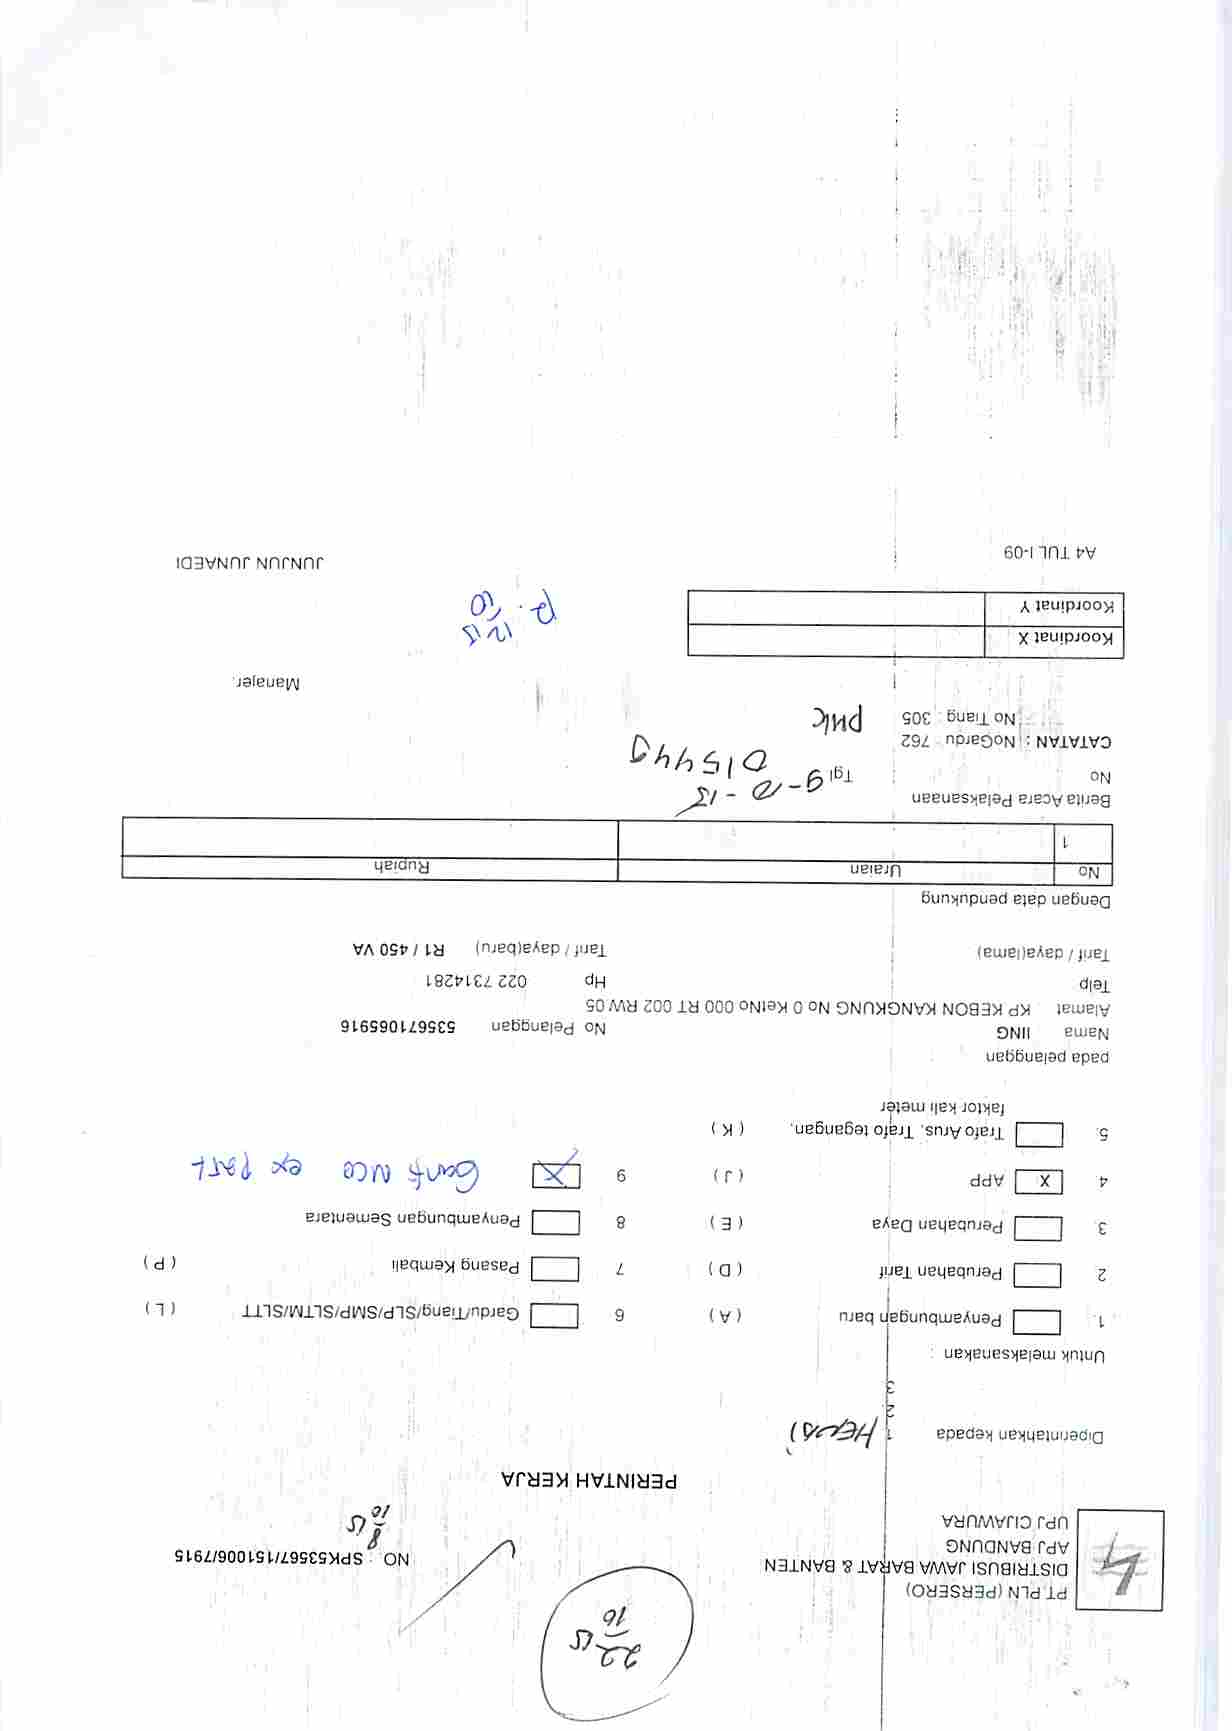 22/10 15
PT.PLN (PERSERO)
DISTRIBUSI JAWA BARAT & BANTEN
APJ BANDUNG
UPJ CIJAWURA
NO. : SPK53567/151006/7915
8/10 15
PERINTAH KERJA
Diperintahkan kepada 1.
2.
3.
Untuk melaksanakan :
1. Penyambungan baru ( A )
2. Perubahan Tarif ( D )
3. Perubahan Daya ( E )
4. X APP ( J )
5. Trafo Arus, Trafo tegangan, ( K )
faktor kali meter
6 Gardu/Tiang/SLP/SMP/SLTM/SLTT ( L )
7 Pasang Kembali ( P )
8 Penyambungan Sementara
9 X Ganti MCB ex part
pada pelanggan
Nama IING
No Pelanggan 535671065916
Alamat KP KEBON KANGKUNG No.0 KetNo.000 RT 002 RW.05
Telp
Hp 022 7314281
Tarif / daya(lama)
Tarif / daya(baru) R1 / 450 VA
Dengan data pendukung
No Uraian Rupiah
1
Berita Acara Pelaksanaan
No Tgl 9-10-15
015449
CATATAN : NoGardu : 762
No Tiang : 305
Manajer,
Koordinat X
Koordinat Y
12/10 15
JUNJUN JUNAEDI
A4 TUL I-09